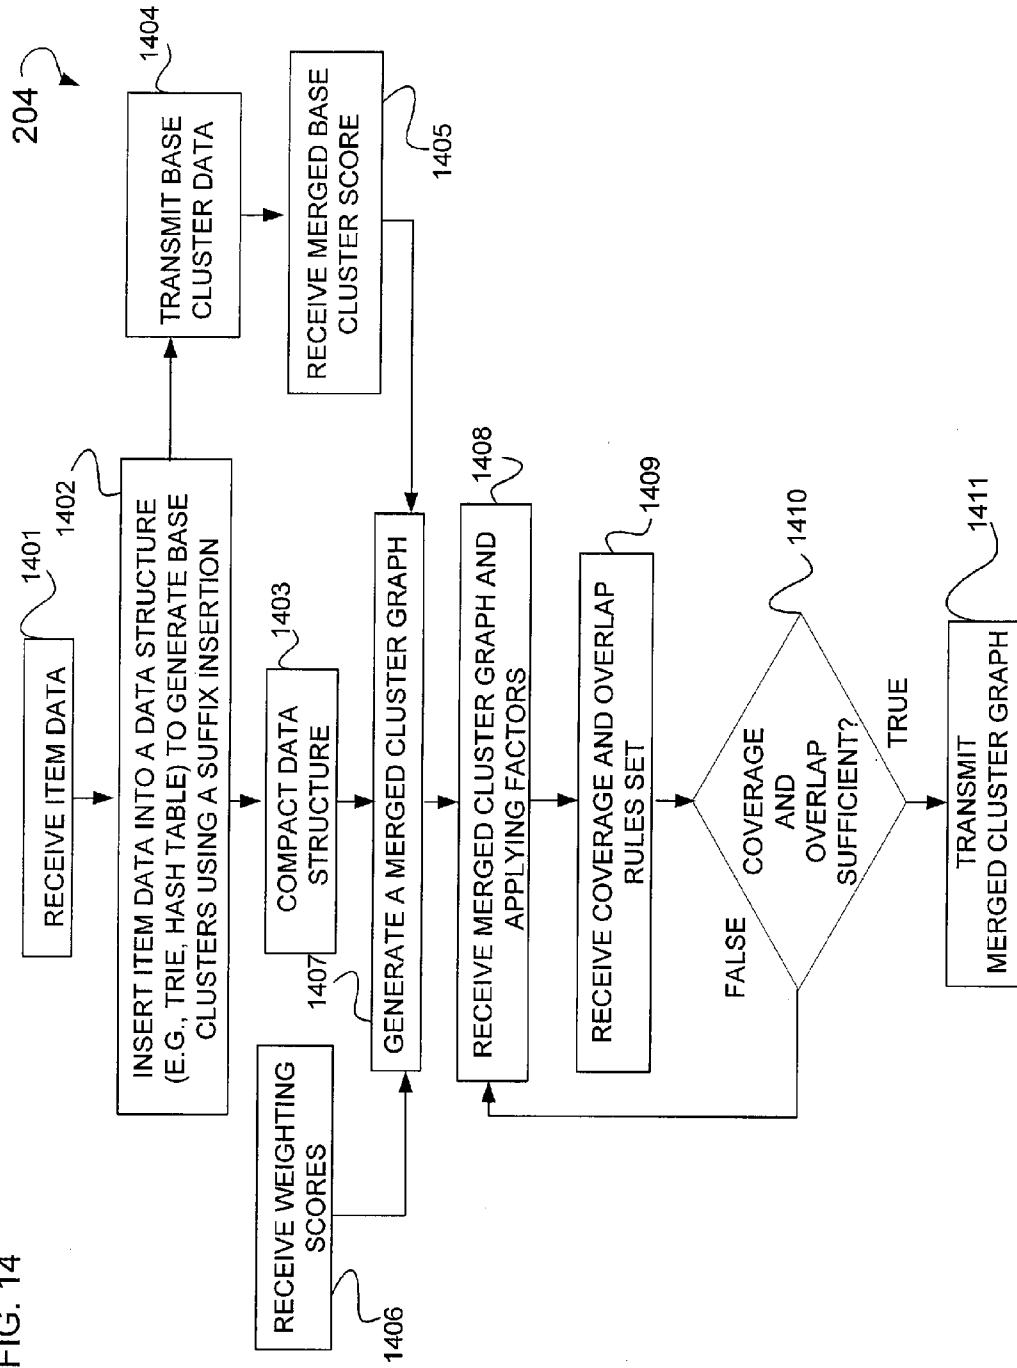 FIG. 14
204
1401
RECEIVE ITEM DATA
1402
INSERT ITEM DATA INTO A DATA STRUCTURE
(E.G., TRIE, HASH TABLE) TO GENERATE BASE
CLUSTERS USING A SUFFIX INSERTION
1404
TRANSMIT BASE
CLUSTER DATA
1403
COMPACT DATA
STRUCTURE
1405
RECEIVE MERGED BASE
CLUSTER SCORE
1406
RECEIVE WEIGHTING
SCORES
1407
GENERATE A MERGED CLUSTER GRAPH
1408
RECEIVE MERGED CLUSTER GRAPH AND
APPLYING FACTORS
1409
RECEIVE COVERAGE AND OVERLAP
RULES SET
1410
COVERAGE
AND
OVERLAP
SUFFICIENT?
FALSE
TRUE
1411
TRANSMIT
MERGED CLUSTER GRAPH